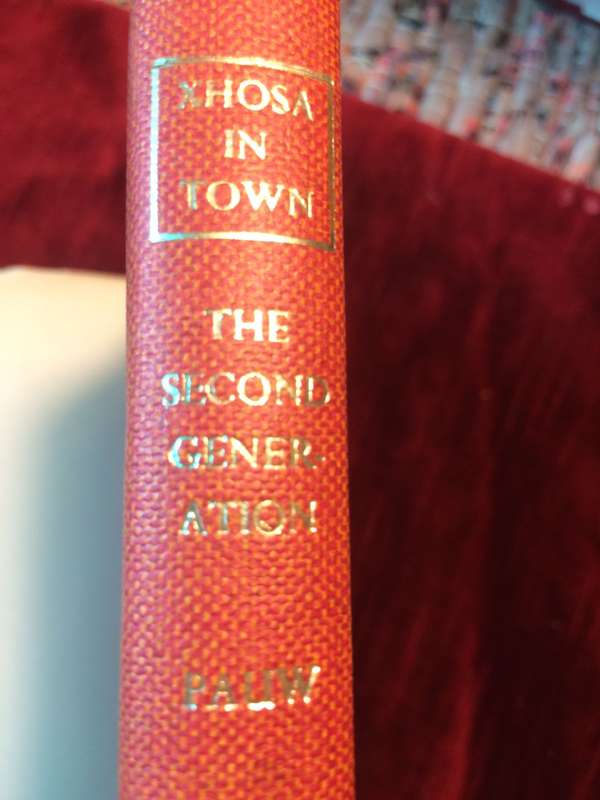 XHOSA
IN
TOWN
THE
SECOND
GENER-
ATION
PAUW